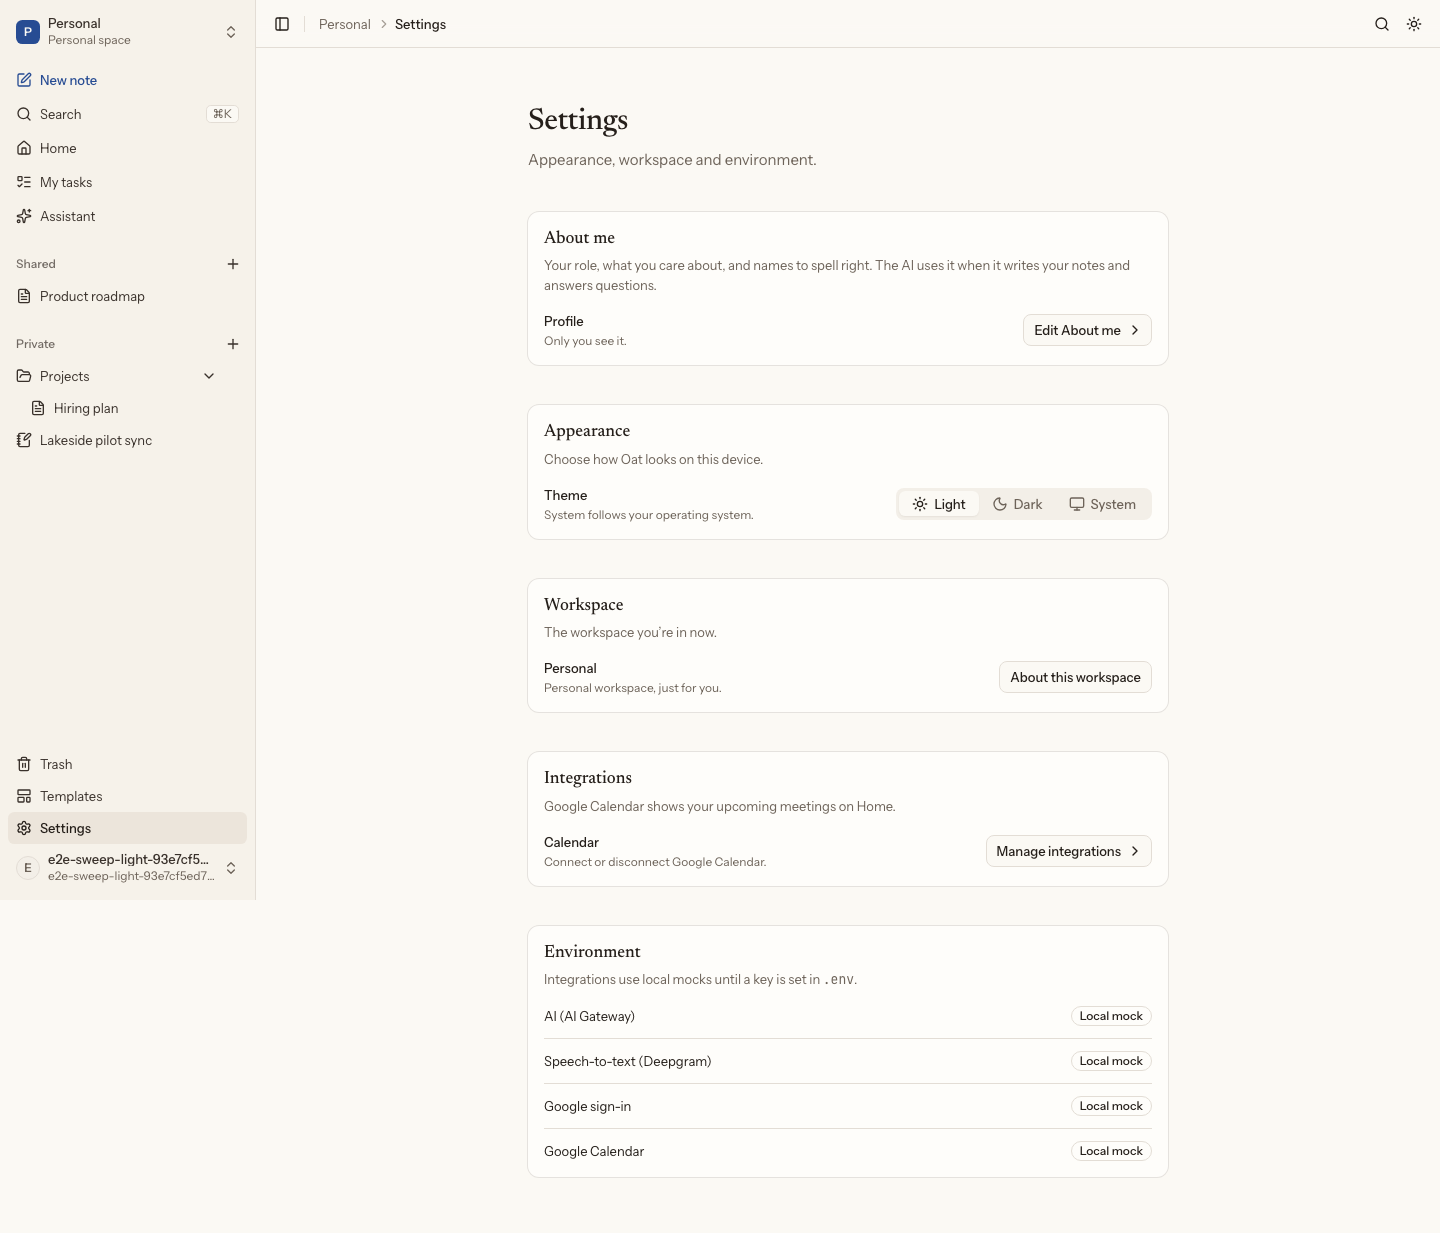 P
Personal
Personal space
New note
Search ⌘K
Home
My tasks
Assistant
Shared
Product roadmap
Private
Projects
Hiring plan
Lakeside pilot sync
Trash
Templates
Settings
E
e2e-sweep-light-93e7cf5...
e2e-sweep-light-93e7cf5ed7...
Personal > Settings
Settings
Appearance, workspace and environment.
About me
Your role, what you care about, and names to spell right. The AI uses it when it writes your notes and
answers questions.
Profile
Only you see it.
Edit About me
Appearance
Choose how Oat looks on this device.
Theme
System follows your operating system.
Light Dark System
Workspace
The workspace you’re in now.
Personal
Personal workspace, just for you.
About this workspace
Integrations
Google Calendar shows your upcoming meetings on Home.
Calendar
Connect or disconnect Google Calendar.
Manage integrations
Environment
Integrations use local mocks until a key is set in .env.
AI (AI Gateway) Local mock
Speech-to-text (Deepgram) Local mock
Google sign-in Local mock
Google Calendar Local mock